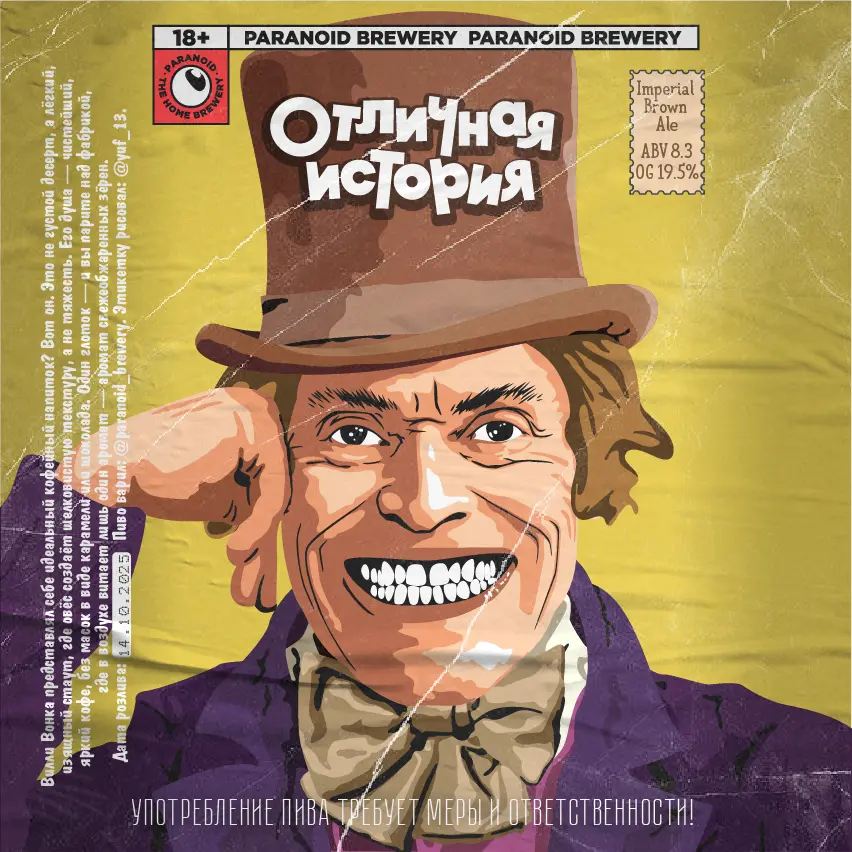 18+
PARANOID BREWERY PARANOID BREWERY
PARANOID·
·THE HOME BREWERY·
Отличная
история
Imperial
Brown
Ale
ABV 8.3
OG 19.5%
Вилли Вонка представлял себе идеальный кофейный напиток? Вот он. Это не густой десерт, а лёгкий,
изящный стаут, где овёс создаёт шелковистую текстуру, а не тяжесть. Его душа — чистейший,
яркий кофе, без масок в виде карамели или шоколада. Один глоток — и вы парите над фабрикой,
где в воздухе витает лишь один аромат — аромат свежеобжаренных зёрен.
Дата розлива: 14.10.2025 Пиво варил: @paranoid_brewery. Этикетку рисовал: @yuf_13.
УПОТРЕБЛЕНИЕ ПИВА ТРЕБУЕТ МЕРЫ И ОТВЕТСТВЕННОСТИ!